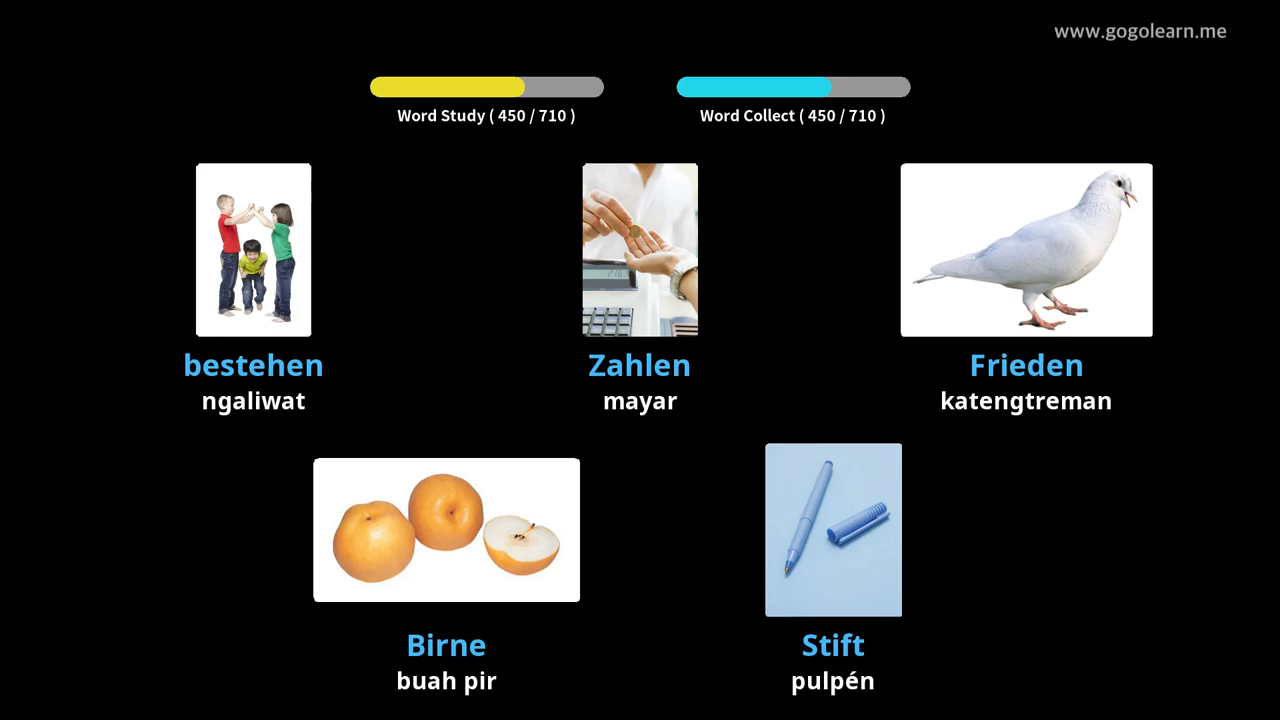 www.gogolearn.me
Word Study ( 450 / 710 )
Word Collect ( 450 / 710 )
bestehen
ngaliwat
Zahlen
mayar
Frieden
katengtreman
Birne
buah pir
Stift
pulpén